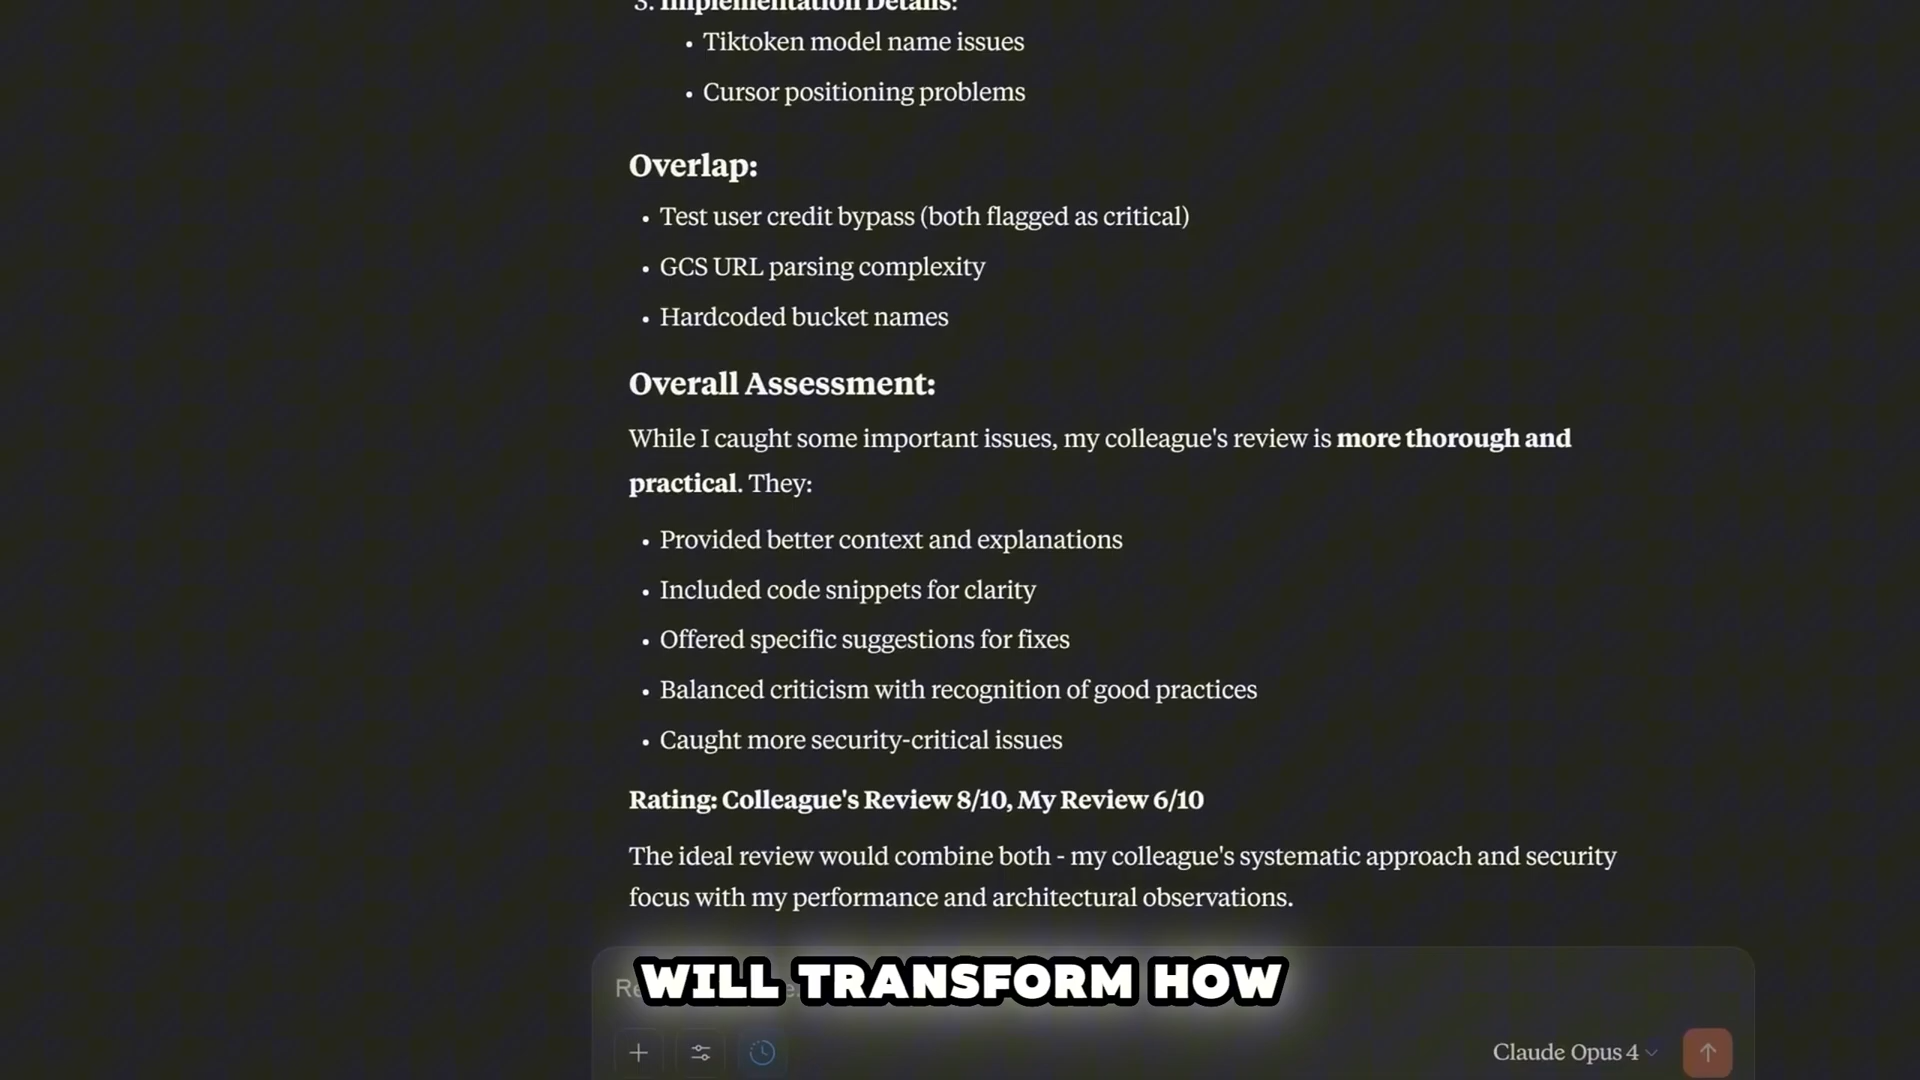 3. Implementation Details:
• Tiktoken model name issues
• Cursor positioning problems
Overlap:
• Test user credit bypass (both flagged as critical)
• GCS URL parsing complexity
• Hardcoded bucket names
Overall Assessment:
While I caught some important issues, my colleague's review is more thorough and
practical. They:
• Provided better context and explanations
• Included code snippets for clarity
• Offered specific suggestions for fixes
• Balanced criticism with recognition of good practices
• Caught more security-critical issues
Rating: Colleague's Review 8/10, My Review 6/10
The ideal review would combine both - my colleague's systematic approach and security
focus with my performance and architectural observations.
WILL TRANSFORM HOW
Claude Opus 4